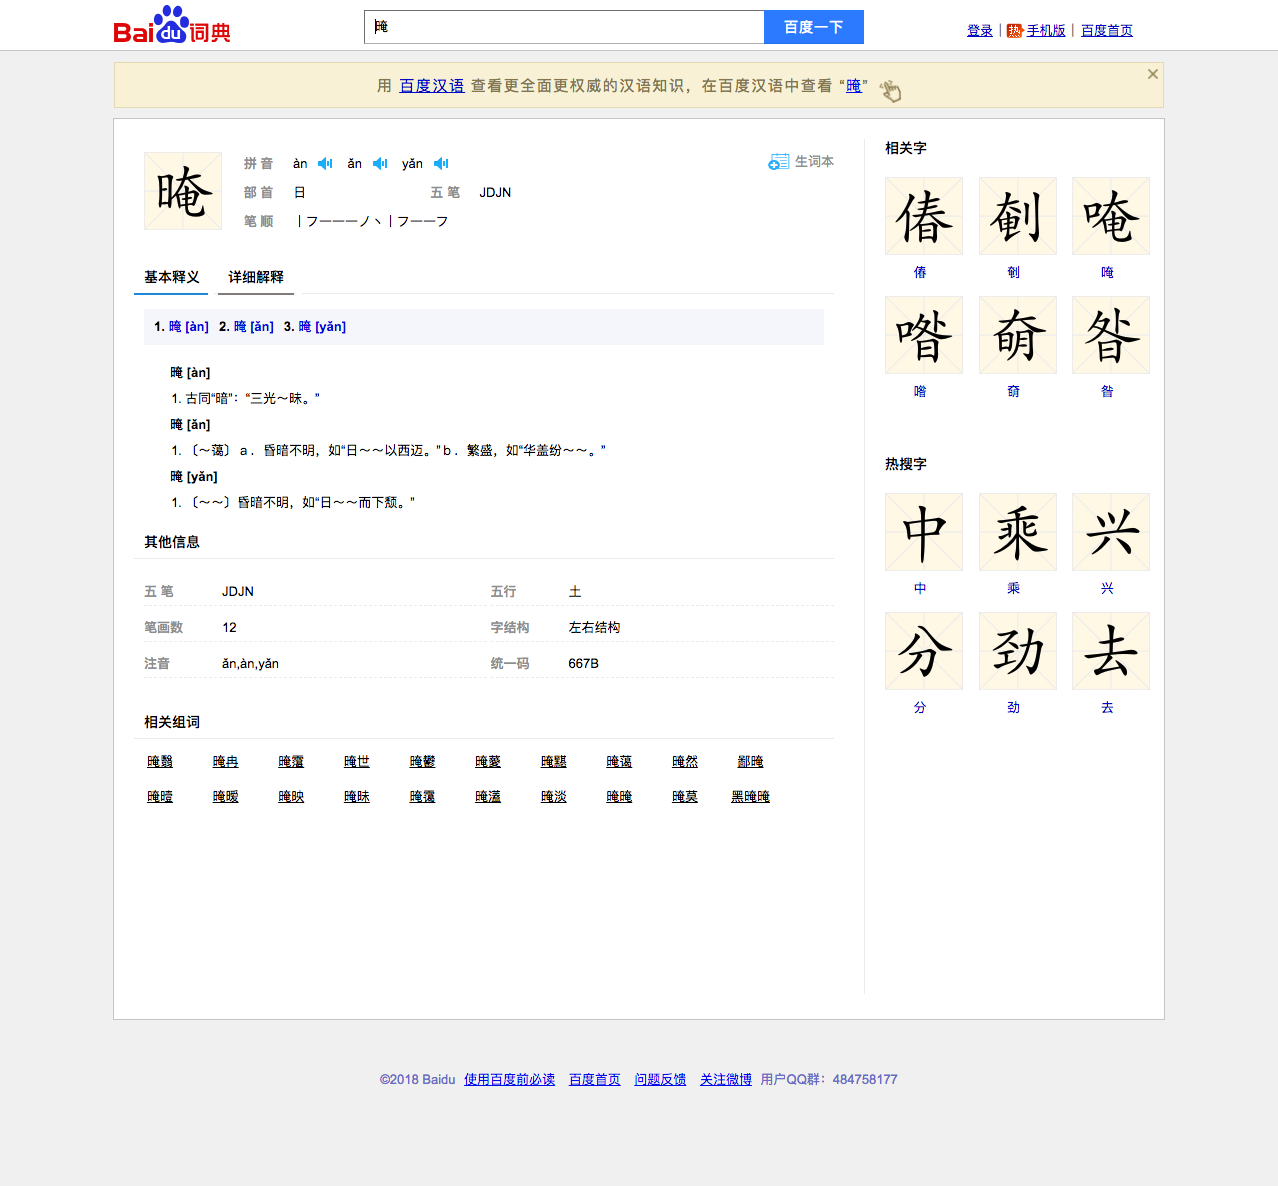 Baidu词典 晻 百度一下 登录 | 热 手机版 | 百度首页
用 百度汉语 查看更全面更权威的汉语知识，在百度汉语中查看 “晻”
晻
拼 音 àn ǎn yǎn
生词本
部 首 日 五 笔 JDJN
笔 顺 丨フ一一一ノ丶丨フ一一フ
基本释义 详细解释
1. 晻 [àn] 2. 晻 [ǎn] 3. 晻 [yǎn]
晻 [àn]
1. 古同“暗”：“三光～昧。”
晻 [ǎn]
1. 〔～蔼〕ａ．昏暗不明，如“日～～以西迈。”ｂ．繁盛，如“华盖纷～～。”
晻 [yǎn]
1. 〔～～〕昏暗不明，如“日～～而下颓。”
其他信息
五 笔 JDJN 五行 土
笔画数 12 字结构 左右结构
注音 ǎn,àn,yǎn 统一码 667B
相关组词
晻翳 晻冉 晻世 晻鬱 晻薆 晻黮 晻蔼 晻然 鄙晻
晻曀 晻暧 晻映 晻昧 晻霭 晻濭 晻淡 晻晻 晻莫 黑晻晻
相关字
偆 剦 唵
偆 剦 唵
喒 奟 昝
喒 奟 昝
热搜字
中 乘 兴
中 乘 兴
分 劲 去
分 劲 去
©2018 Baidu 使用百度前必读 百度首页 问题反馈 关注微博 用户QQ群：484758177